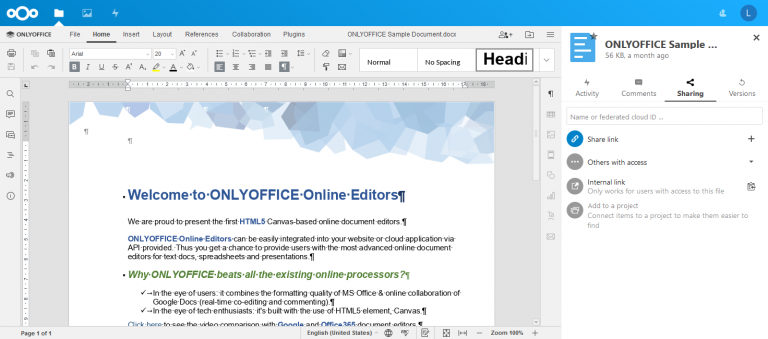 L
ONLYOFFICE
File Home Insert Layout References Collaboration Plugins
ONLYOFFICE Sample Document.docx
Arial 20
Normal No Spacing Headi
Welcome to ONLYOFFICE Online Editors¶
We are proud to present the first HTML5 Canvas-based online document editors.¶
ONLYOFFICE Online Editors can be easily integrated into your website or cloud application via
API provided. Thus you get a chance to provide users with the most advanced online document
editors for text docs, spreadsheets and presentations.¶
Why ONLYOFFICE beats all the existing online processors?¶
In the eye of users: it combines the formatting quality of MS Office & online collaboration of
Google Docs (real-time co-editing and commenting).¶
In the eye of tech enthusiasts: it's built with the use of HTML5 element, Canvas.¶
Click here to see the video comparison with Google and Office365 document editors.¶
Page 1 of 1 English (United States) Zoom 100%
ONLYOFFICE Sample ...
56 KB, a month ago
Activity Comments Sharing Versions
Name or federated cloud ID ...
Share link
Others with access
Internal link
Only works for users with access to this file
Add to a project
Connect items to a project to make them easier to
find